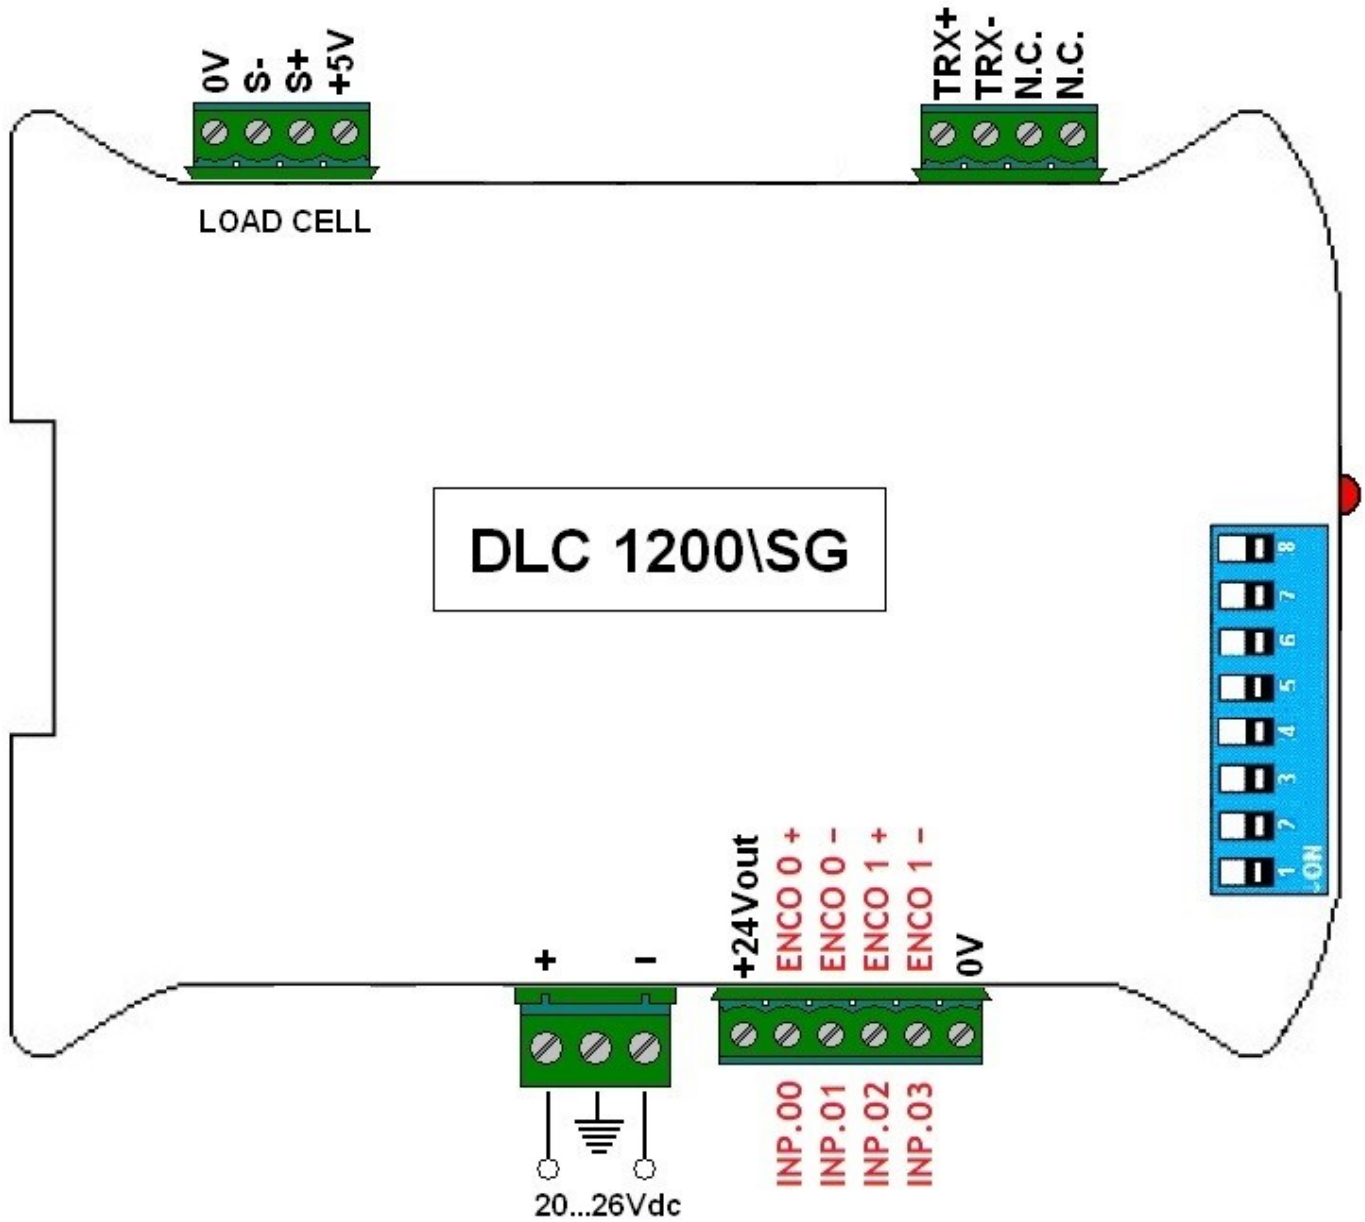 0V
S-
S+
+5V
TRX+
TRX-
N.C.
N.C.
LOAD CELL
DLC 1200\SG
8
7
6
5
4
3
2
1
ON
+
-
+24Vout
ENCO 0 +
ENCO 0 -
ENCO 1 +
ENCO 1 -
0V
INP.00
INP.01
INP.02
INP.03
20...26Vdc